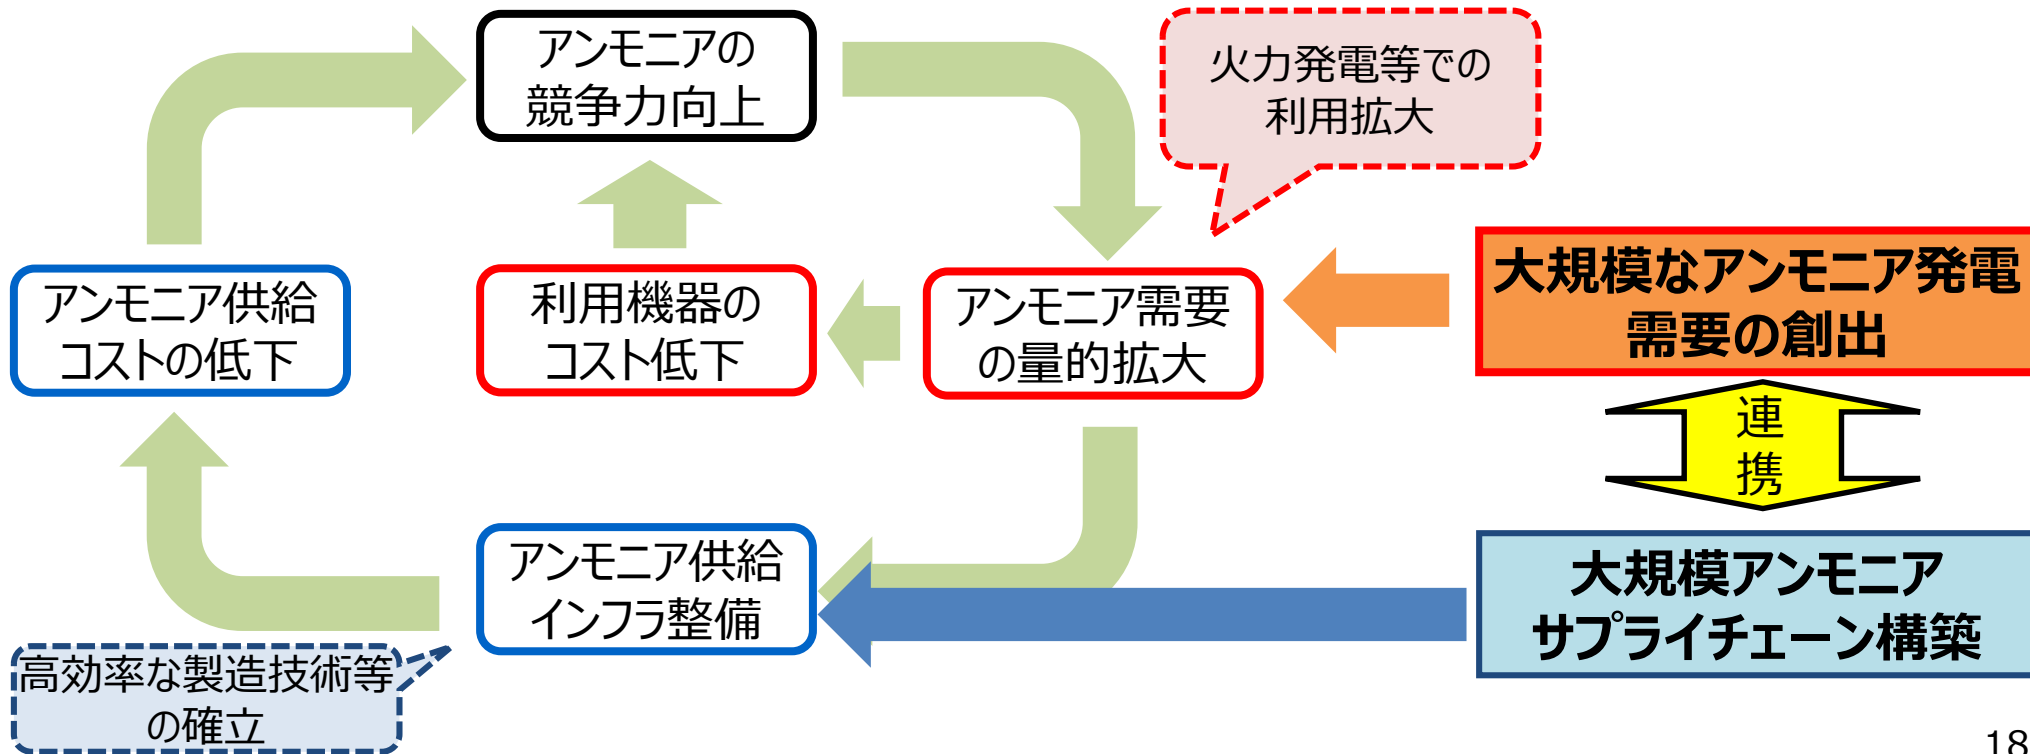 アンモニアの
競争力向上
火力発電等での
利用拡大
アンモニア供給
コストの低下
利用機器の
コスト低下
アンモニア需要
の量的拡大
大規模なアンモニア発電
需要の創出
連
携
アンモニア供給
インフラ整備
大規模アンモニア
サプライチェーン構築
高効率な製造技術等
の確立
18